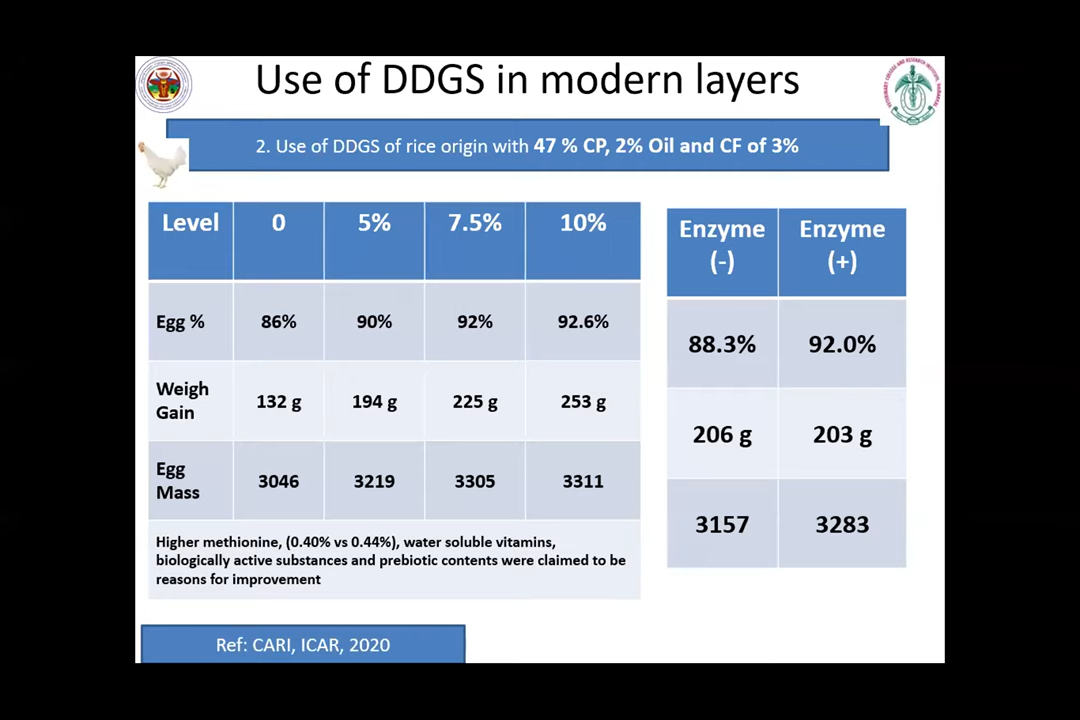 Use of DDGS in modern layers
2. Use of DDGS of rice origin with 47 % CP, 2% Oil and CF of 3%
Level 0 5% 7.5% 10%
Egg % 86% 90% 92% 92.6%
Weigh
Gain 132 g 194 g 225 g 253 g
Egg
Mass 3046 3219 3305 3311
Higher methionine, (0.40% vs 0.44%), water soluble vitamins,
biologically active substances and prebiotic contents were claimed to be
reasons for improvement
Enzyme Enzyme
(-) (+)
88.3% 92.0%
206 g 203 g
3157 3283
Ref: CARI, ICAR, 2020